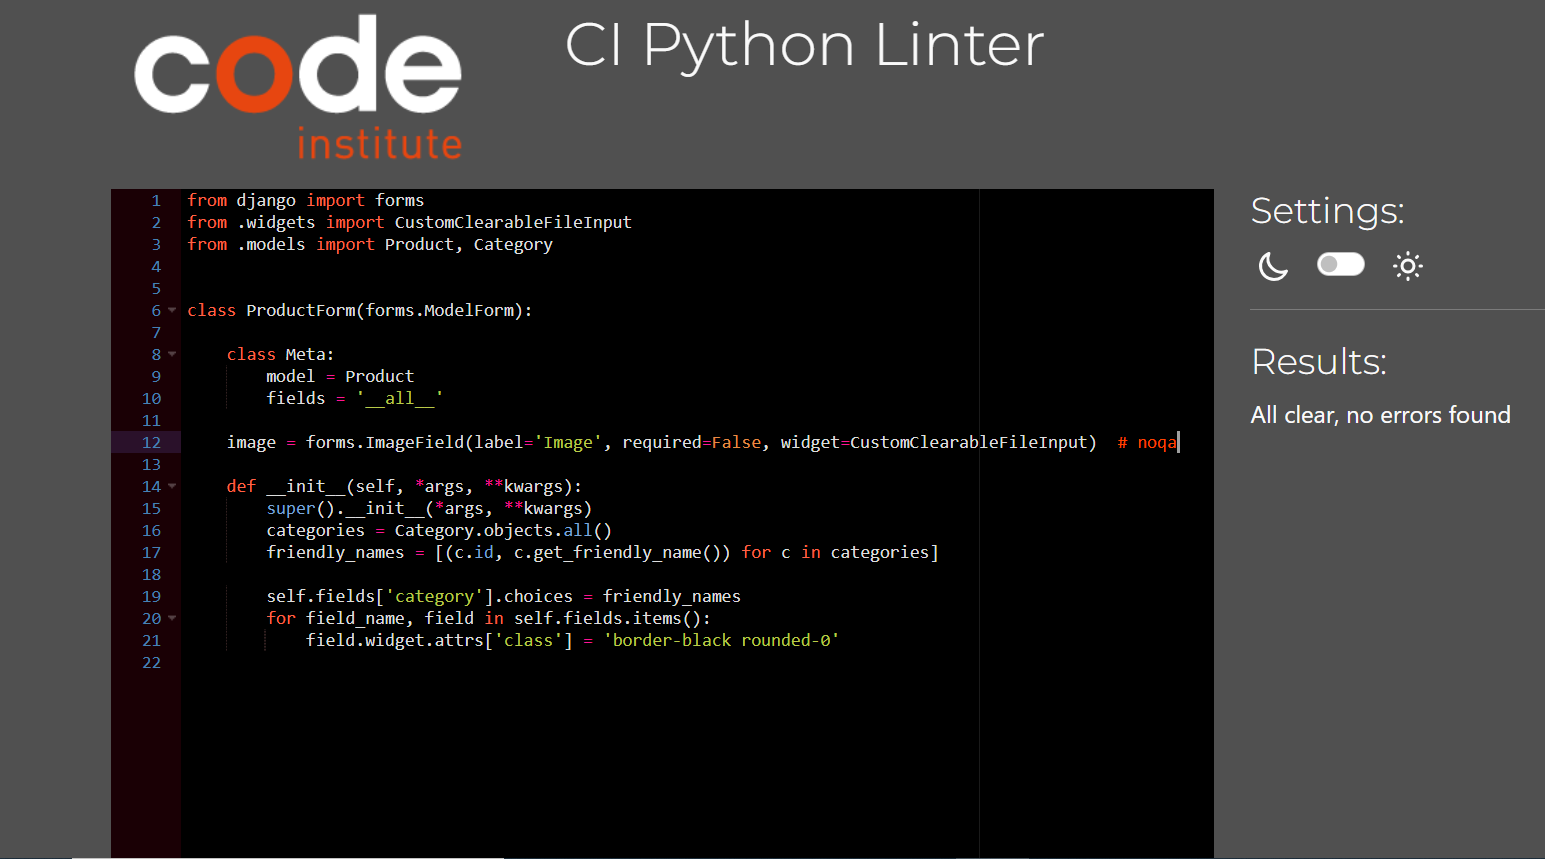 code
institute
CI Python Linter
1 from django import forms
2 from .widgets import CustomClearableFileInput
3 from .models import Product, Category
4
5
6 class ProductForm(forms.ModelForm):
7
8     class Meta:
9         model = Product
10         fields = '__all__'
11
12     image = forms.ImageField(label='Image', required=False, widget=CustomClearableFileInput)  # noqa
13
14     def __init__(self, *args, **kwargs):
15         super().__init__(*args, **kwargs)
16         categories = Category.objects.all()
17         friendly_names = [(c.id, c.get_friendly_name()) for c in categories]
18
19         self.fields['category'].choices = friendly_names
20         for field_name, field in self.fields.items():
21             field.widget.attrs['class'] = 'border-black rounded-0'
22
Settings:
Results:
All clear, no errors found